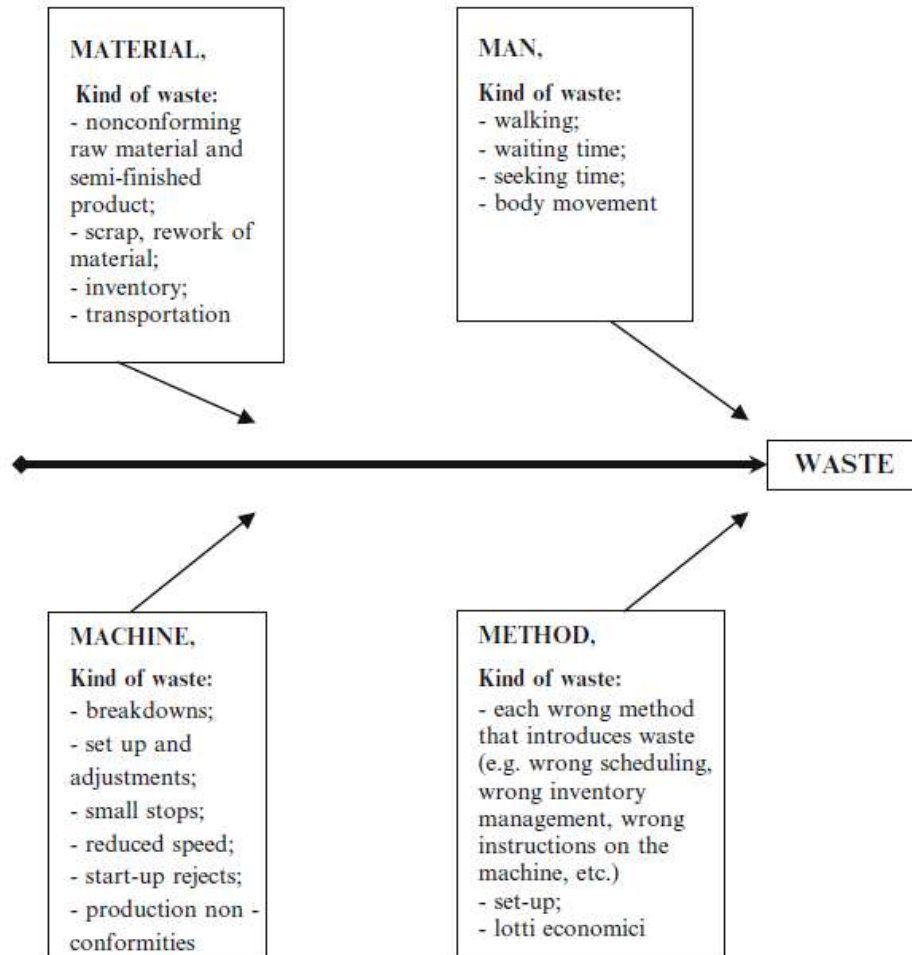 MATERIAL,
Kind of waste:
- nonconforming
raw material and
semi-finished
product;
- scrap, rework of
material;
- inventory;
- transportation
MAN,
Kind of waste:
- walking;
- waiting time;
- seeking time;
- body movement
WASTE
MACHINE,
Kind of waste:
- breakdowns;
- set up and
adjustments;
- small stops;
- reduced speed;
- start-up rejects;
- production non -
conformities
METHOD,
Kind of waste:
- each wrong method
that introduces waste
(e.g. wrong scheduling,
wrong inventory
management, wrong
instructions on the
machine, etc.)
- set-up;
- lotti economici